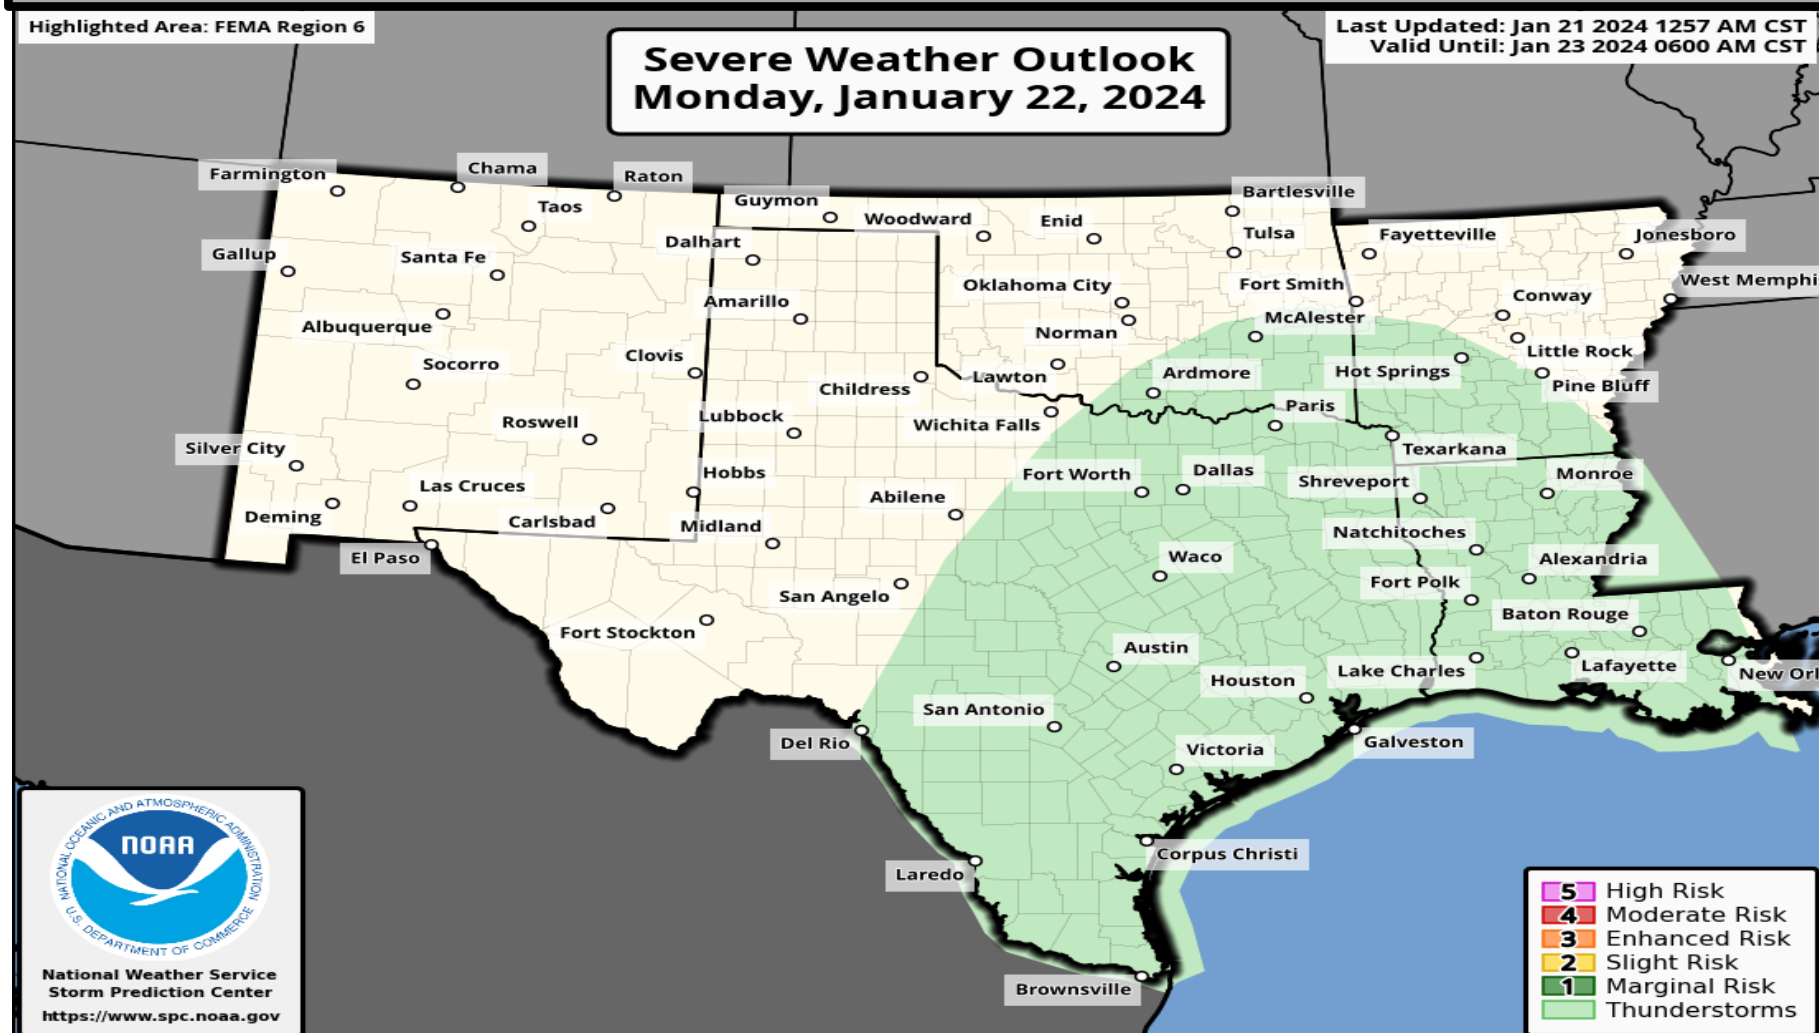 Highlighted Area: FEMA Region 6
Last Updated: Jan 21 2024 1257 AM CST
Valid Until: Jan 23 2024 0600 AM CST
Severe Weather Outlook
Monday, January 22, 2024
Farmington
Chama
Raton
Taos
Guymon
Woodward
Enid
Bartlesville
Tulsa
Fayetteville
Jonesboro
Gallup
Santa Fe
Dalhart
Oklahoma City
Fort Smith
Conway
West Memphi
Albuquerque
Amarillo
Norman
McAlester
Little Rock
Socorro
Clovis
Childress
Lawton
Ardmore
Hot Springs
Pine Bluff
Roswell
Lubbock
Wichita Falls
Paris
Texarkana
Silver City
Las Cruces
Hobbs
Abilene
Fort Worth
Dallas
Shreveport
Monroe
Deming
Carlsbad
Midland
Natchitoches
El Paso
San Angelo
Waco
Fort Polk
Alexandria
Fort Stockton
Austin
Baton Rouge
Houston
Lake Charles
Lafayette
New Orl
San Antonio
Del Rio
Victoria
Galveston
Laredo
Corpus Christi
Brownsville
NATIONAL OCEANIC AND ATMOSPHERIC ADMINISTRATION
NOAA
U.S. DEPARTMENT OF COMMERCE
National Weather Service
Storm Prediction Center
https://www.spc.noaa.gov
5 High Risk
4 Moderate Risk
3 Enhanced Risk
2 Slight Risk
1 Marginal Risk
Thunderstorms